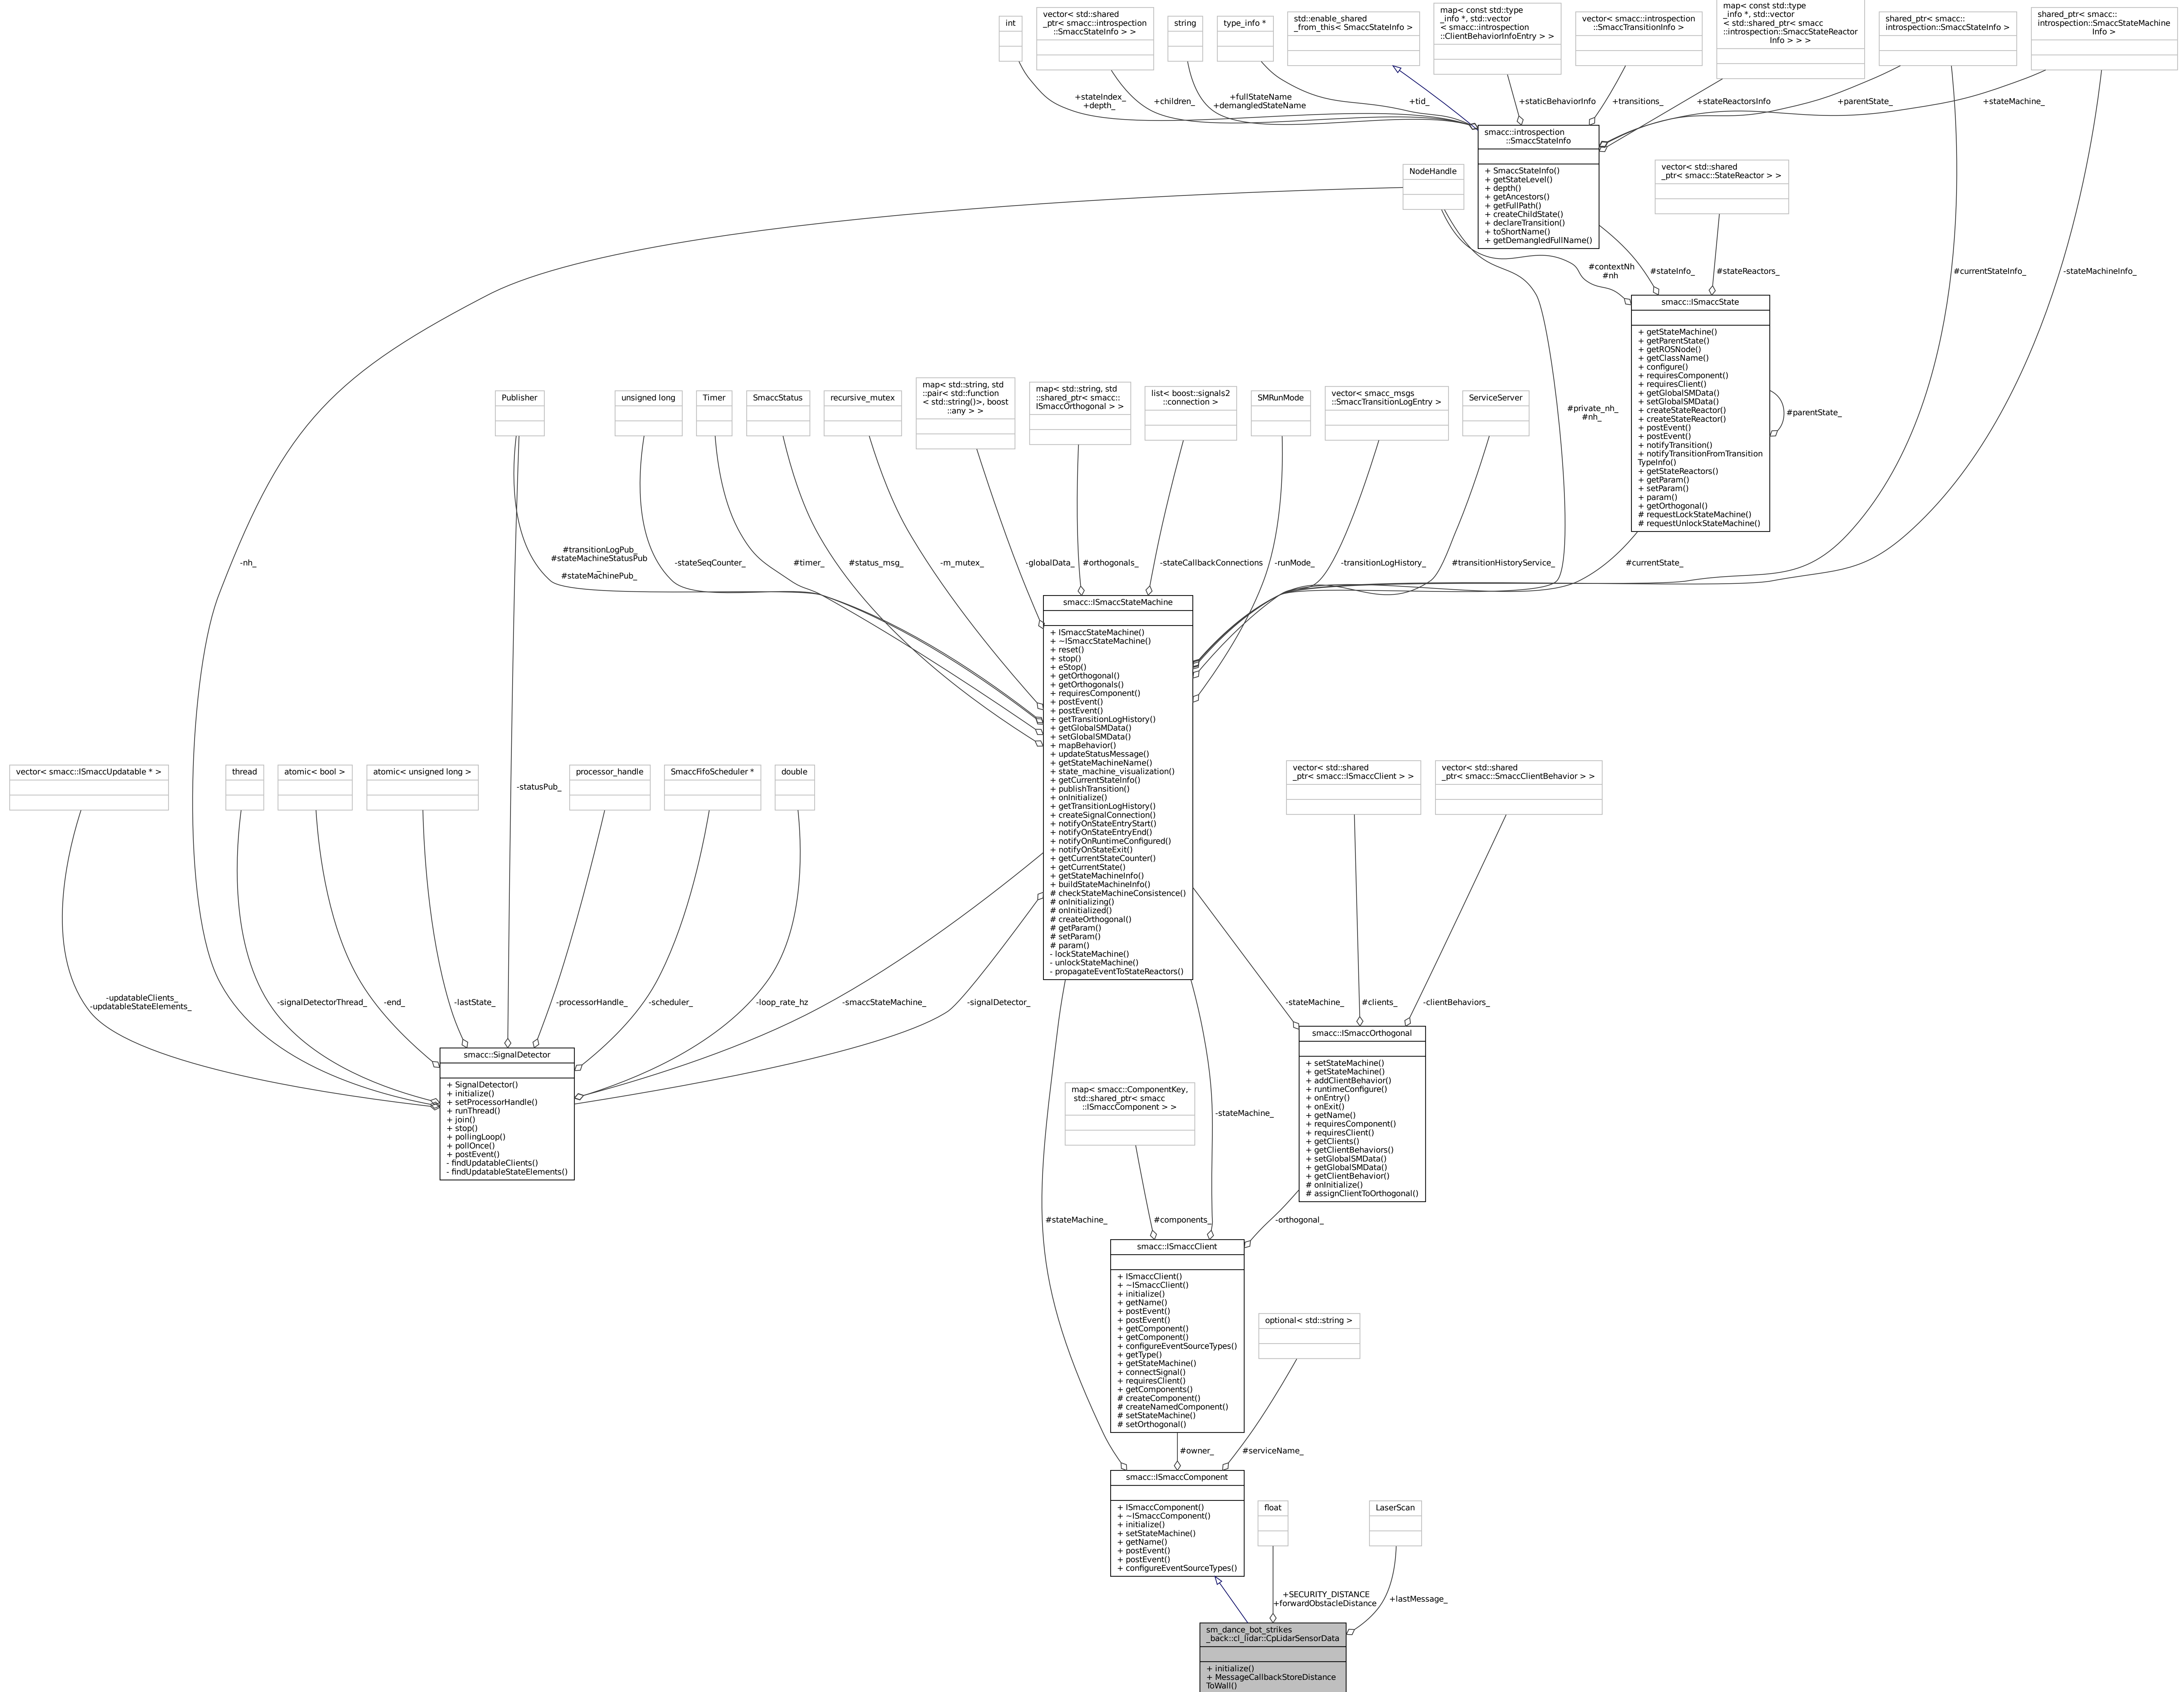 int
vector< std::shared
_ptr< smacc::introspection
::SmaccStateInfo > >
string
type_info *
std::enable_shared
_from_this< SmaccStateInfo >
map< const std::type
_info *, std::vector
< smacc::introspection
::ClientBehaviorInfoEntry > >
vector< smacc::introspection
::SmaccTransitionInfo >
map< const std::type
_info *, std::vector
< std::shared_ptr< smacc
::introspection::SmaccStateReactor
Info > > >
shared_ptr< smacc::
introspection::SmaccStateInfo >
shared_ptr< smacc::
introspection::SmaccStateMachine
Info >
+stateIndex_
+depth_
+children_
+fullStateName
+demangledStateName
+tid_
+staticBehaviorInfo
+transitions_
+stateReactorsInfo
+parentState_
+stateMachine_
smacc::introspection
::SmaccStateInfo
+ SmaccStateInfo()
+ getStateLevel()
+ depth()
+ getAncestors()
+ getFullPath()
+ createChildState()
+ declareTransition()
+ toShortName()
+ getDemangledFullName()
NodeHandle
vector< std::shared
_ptr< smacc::StateReactor > >
#contextNh
#nh
#stateInfo_
#stateReactors_
#currentStateInfo_
-stateMachineInfo_
smacc::ISmaccState
+ getStateMachine()
+ getParentState()
+ getROSNode()
+ getClassName()
+ configure()
+ requiresComponent()
+ requiresClient()
+ getGlobalSMData()
+ setGlobalSMData()
+ createStateReactor()
+ createStateReactor()
+ postEvent()
+ postEvent()
+ notifyTransition()
+ notifyTransitionFromTransition
TypeInfo()
+ getStateReactors()
+ getParam()
+ setParam()
+ param()
+ getOrthogonal()
# requestLockStateMachine()
# requestUnlockStateMachine()
#parentState_
Publisher
unsigned long
Timer
SmaccStatus
recursive_mutex
map< std::string, std
::pair< std::function
< std::string()>, boost
::any > >
map< std::string, std
::shared_ptr< smacc::
ISmaccOrthogonal > >
list< boost::signals2
::connection >
SMRunMode
vector< smacc_msgs
::SmaccTransitionLogEntry >
ServiceServer
#private_nh_
#nh_
-nh_
#transitionLogPub_
#stateMachineStatusPub
_
#stateMachinePub_
-stateSeqCounter_
#timer_
#status_msg_
-m_mutex_
-globalData_
#orthogonals_
-stateCallbackConnections
-runMode_
-transitionLogHistory_
#transitionHistoryService_
#currentState_
smacc::ISmaccStateMachine
+ ISmaccStateMachine()
+ ~ISmaccStateMachine()
+ reset()
+ stop()
+ eStop()
+ getOrthogonal()
+ getOrthogonals()
+ requiresComponent()
+ postEvent()
+ postEvent()
+ getTransitionLogHistory()
+ getGlobalSMData()
+ setGlobalSMData()
+ mapBehavior()
+ updateStatusMessage()
+ getStateMachineName()
+ state_machine_visualization()
+ getCurrentStateInfo()
+ publishTransition()
+ onInitialize()
+ getTransitionLogHistory()
+ createSignalConnection()
+ notifyOnStateEntryStart()
+ notifyOnStateEntryEnd()
+ notifyOnRuntimeConfigured()
+ notifyOnStateExit()
+ getCurrentStateCounter()
+ getCurrentState()
+ getStateMachineInfo()
+ buildStateMachineInfo()
# checkStateMachineConsistence()
# onInitializing()
# onInitialized()
# createOrthogonal()
# getParam()
# setParam()
# param()
- lockStateMachine()
- unlockStateMachine()
- propagateEventToStateReactors()
vector< smacc::ISmaccUpdatable * >
thread
atomic< bool >
atomic< unsigned long >
-statusPub_
processor_handle
SmaccFifoScheduler *
double
vector< std::shared
_ptr< smacc::ISmaccClient > >
vector< std::shared
_ptr< smacc::SmaccClientBehavior > >
-updatableClients_
-updatableStateElements_
-signalDetectorThread_
-end_
-lastState_
-processorHandle_
-scheduler_
-loop_rate_hz
-smaccStateMachine_
-signalDetector_
-stateMachine_
#clients_
-clientBehaviors_
smacc::SignalDetector
+ SignalDetector()
+ initialize()
+ setProcessorHandle()
+ runThread()
+ join()
+ stop()
+ pollingLoop()
+ pollOnce()
+ postEvent()
- findUpdatableClients()
- findUpdatableStateElements()
smacc::ISmaccOrthogonal
+ setStateMachine()
+ getStateMachine()
+ addClientBehavior()
+ runtimeConfigure()
+ onEntry()
+ onExit()
+ getName()
+ requiresComponent()
+ requiresClient()
+ getClients()
+ getClientBehaviors()
+ setGlobalSMData()
+ getGlobalSMData()
+ getClientBehavior()
# onInitialize()
# assignClientToOrthogonal()
map< smacc::ComponentKey,
std::shared_ptr< smacc
::ISmaccComponent > >
-stateMachine_
#stateMachine_
#components_
-orthogonal_
smacc::ISmaccClient
+ ISmaccClient()
+ ~ISmaccClient()
+ initialize()
+ getName()
+ postEvent()
+ postEvent()
+ getComponent()
+ getComponent()
+ configureEventSourceTypes()
+ getType()
+ getStateMachine()
+ connectSignal()
+ requiresClient()
+ getComponents()
# createComponent()
# createNamedComponent()
# setStateMachine()
# setOrthogonal()
optional< std::string >
#owner_
#serviceName_
smacc::ISmaccComponent
+ ISmaccComponent()
+ ~ISmaccComponent()
+ initialize()
+ setStateMachine()
+ getName()
+ postEvent()
+ postEvent()
+ configureEventSourceTypes()
float
LaserScan
+SECURITY_DISTANCE
+forwardObstacleDistance
+lastMessage_
sm_dance_bot_strikes
_back::cl_lidar::CpLidarSensorData
+ initialize()
+ MessageCallbackStoreDistance
ToWall()